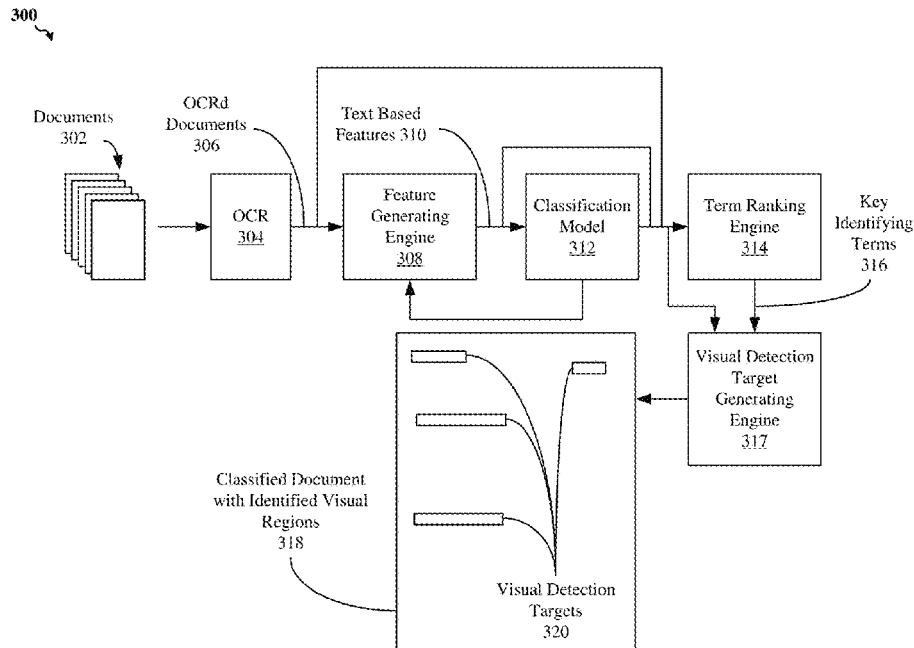 300
Documents
302
OCRd
Documents
306
Text Based
Features 310
OCR
304
Feature
Generating
Engine
308
Classification
Model
312
Term Ranking
Engine
314
Key
Identifying
Terms
316
Visual Detection
Target
Generating
Engine
317
Classified Document
with Identified Visual
Regions
318
Visual Detection
Targets
320